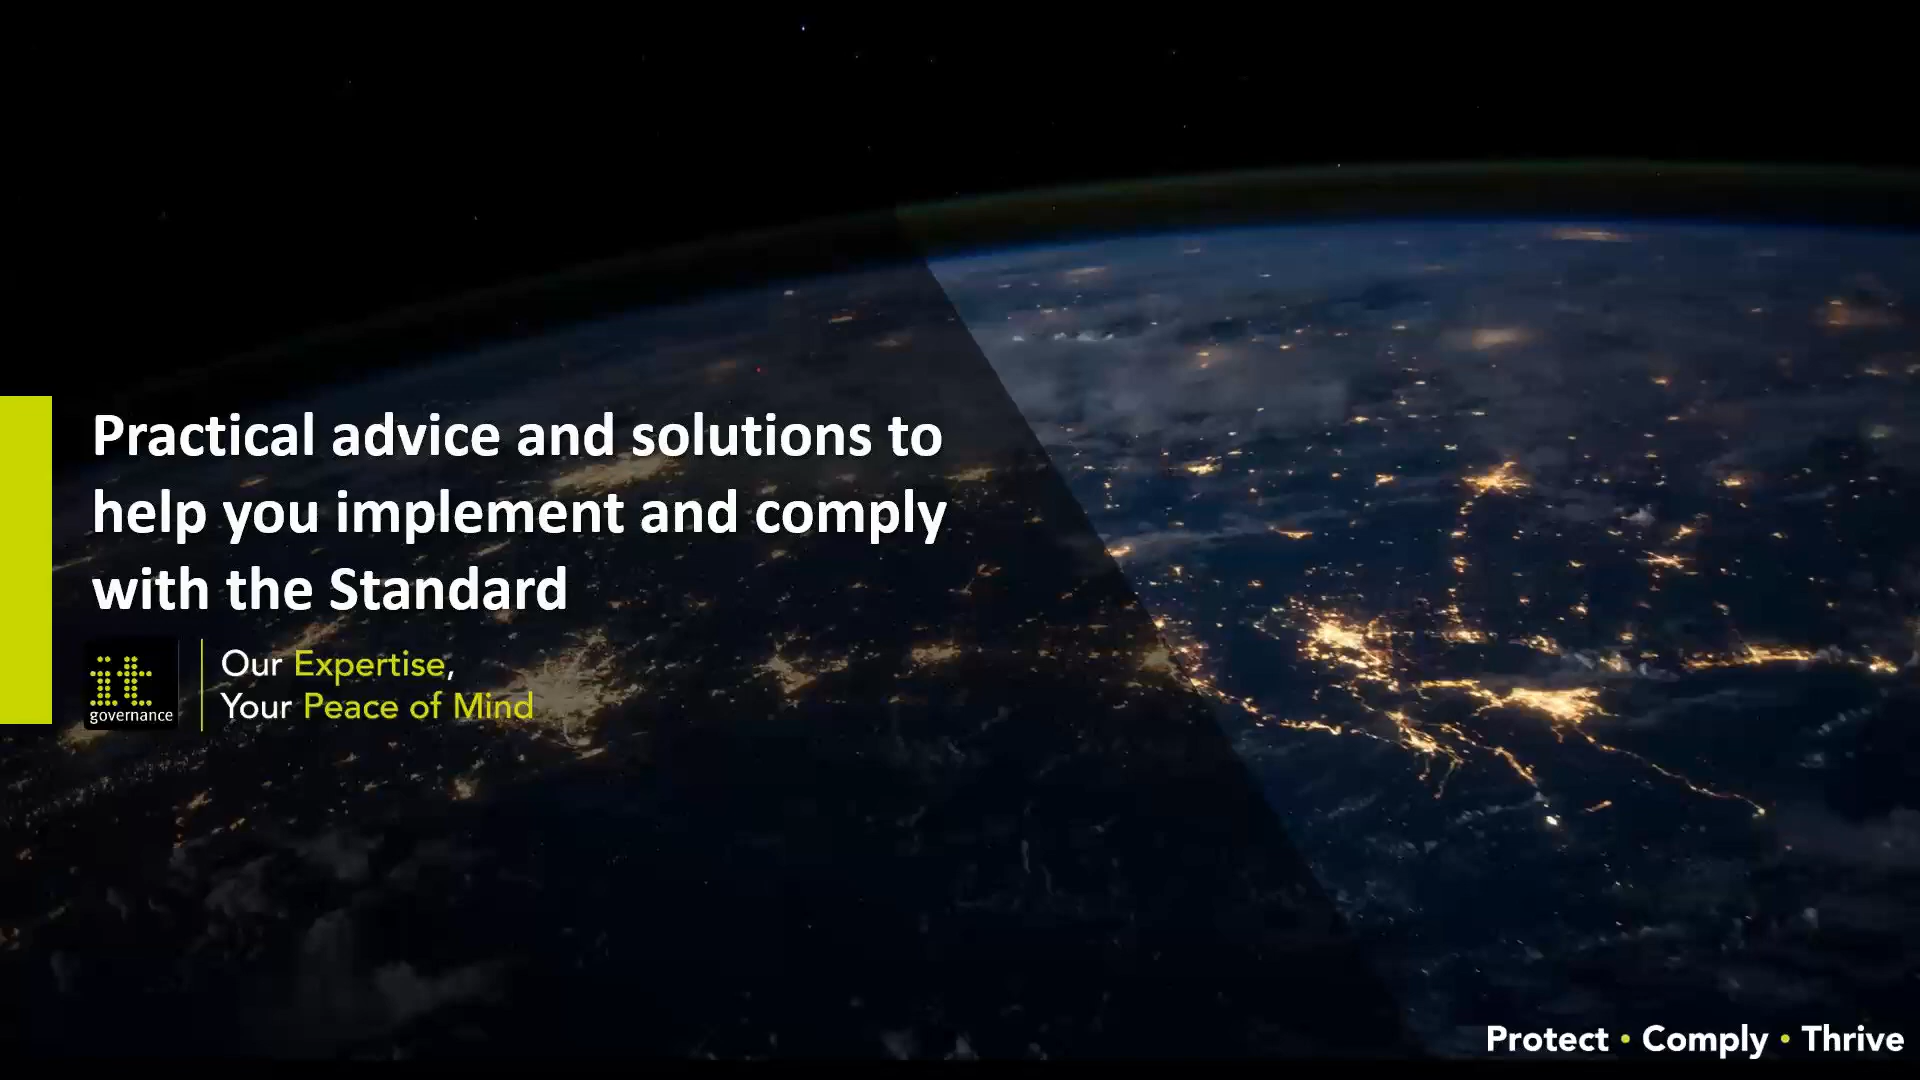 Practical advice and solutions to
help you implement and comply
with the Standard
it
governance
Our Expertise,
Your Peace of Mind
Protect • Comply • Thrive